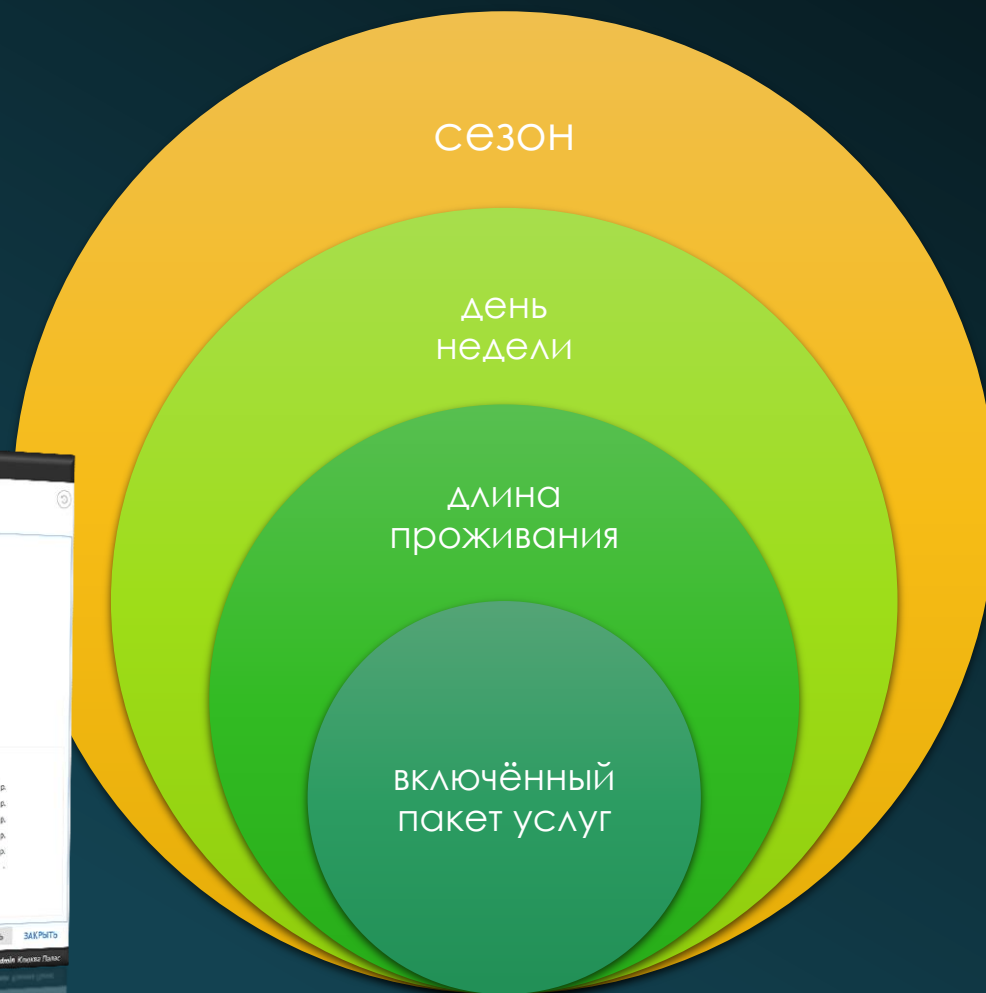 сезон
день
недели
длина
проживания
включённый
пакет услуг
р.
р.
р.
р.
р.
ЗАКРЫТЬ